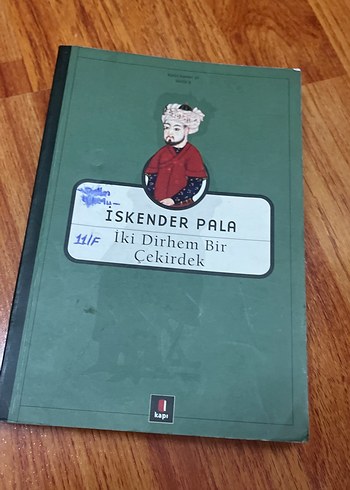 İSKENDER PALA
11/F
İki Dirhem Bir
Çekirdek
kapı